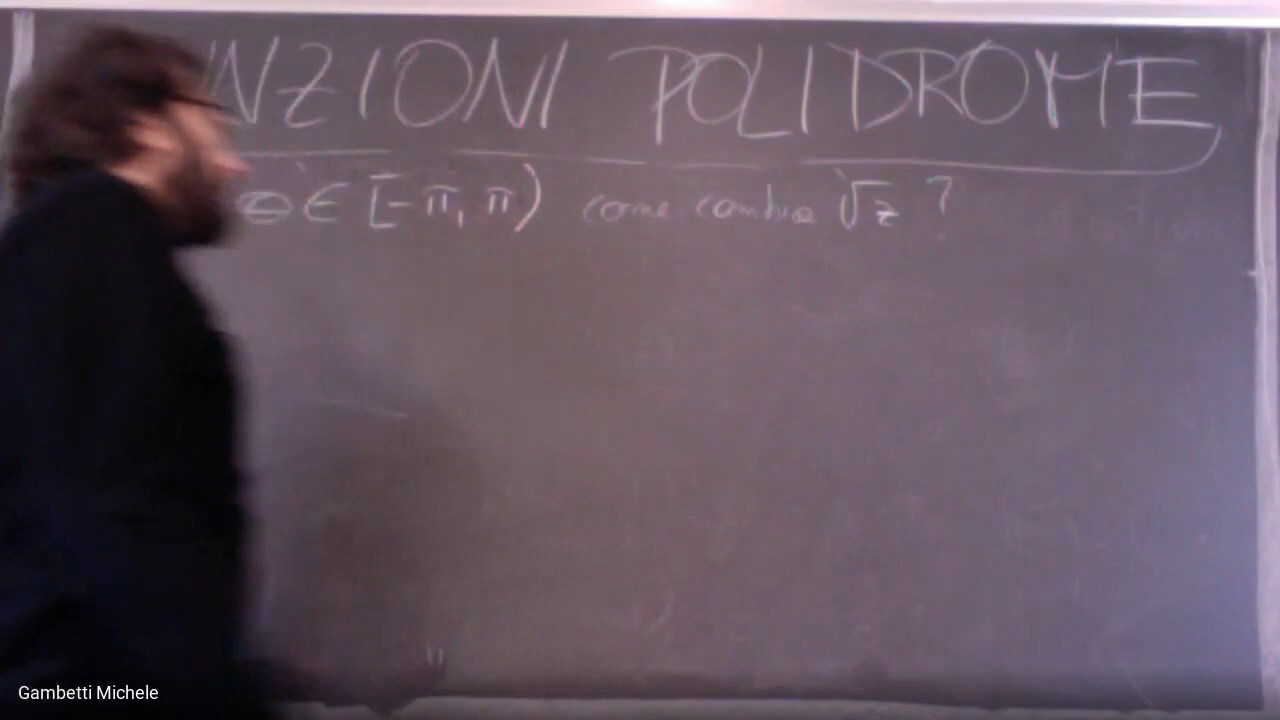 NZIONI POLIDROME
θ ∈ [-π, π) come cambia √z ?
Gambetti Michele